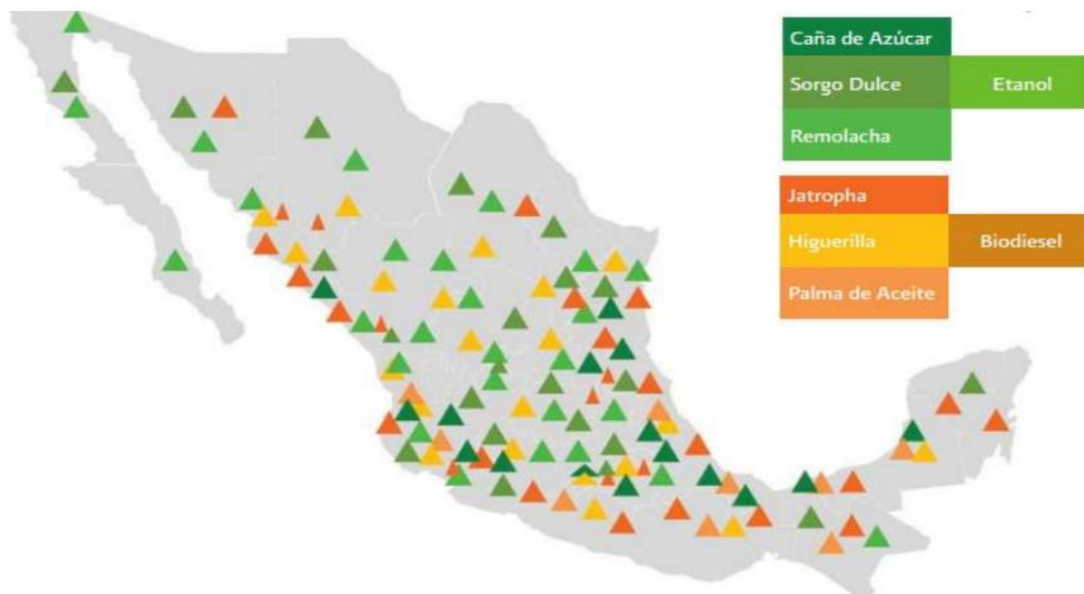 Caña de Azúcar
Sorgo Dulce
Etanol
Remolacha
Jatropha
Higuerilla
Biodiesel
Palma de Aceite